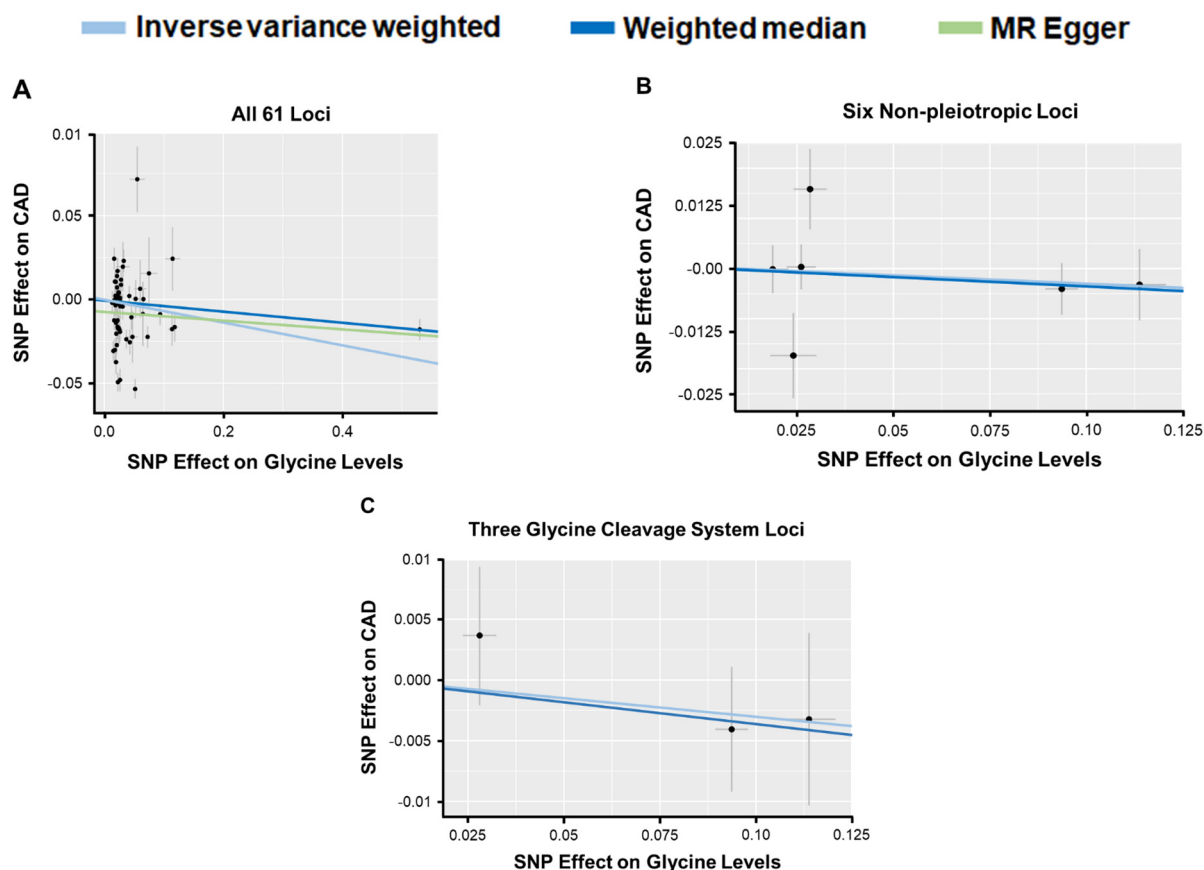 Inverse variance weighted Weighted median MR Egger
A
All 61 Loci
SNP Effect on CAD
0.01
0.05
0.00
-0.05
0.0 0.2 0.4
SNP Effect on Glycine Levels
B
Six Non-pleiotropic Loci
SNP Effect on CAD
0.025
0.0125
-0.00
-0.0125
-0.025
0.025 0.05 0.075 0.10 0.125
SNP Effect on Glycine Levels
C
Three Glycine Cleavage System Loci
SNP Effect on CAD
0.01
0.005
0.000
-0.005
-0.01
0.025 0.05 0.075 0.10 0.125
SNP Effect on Glycine Levels